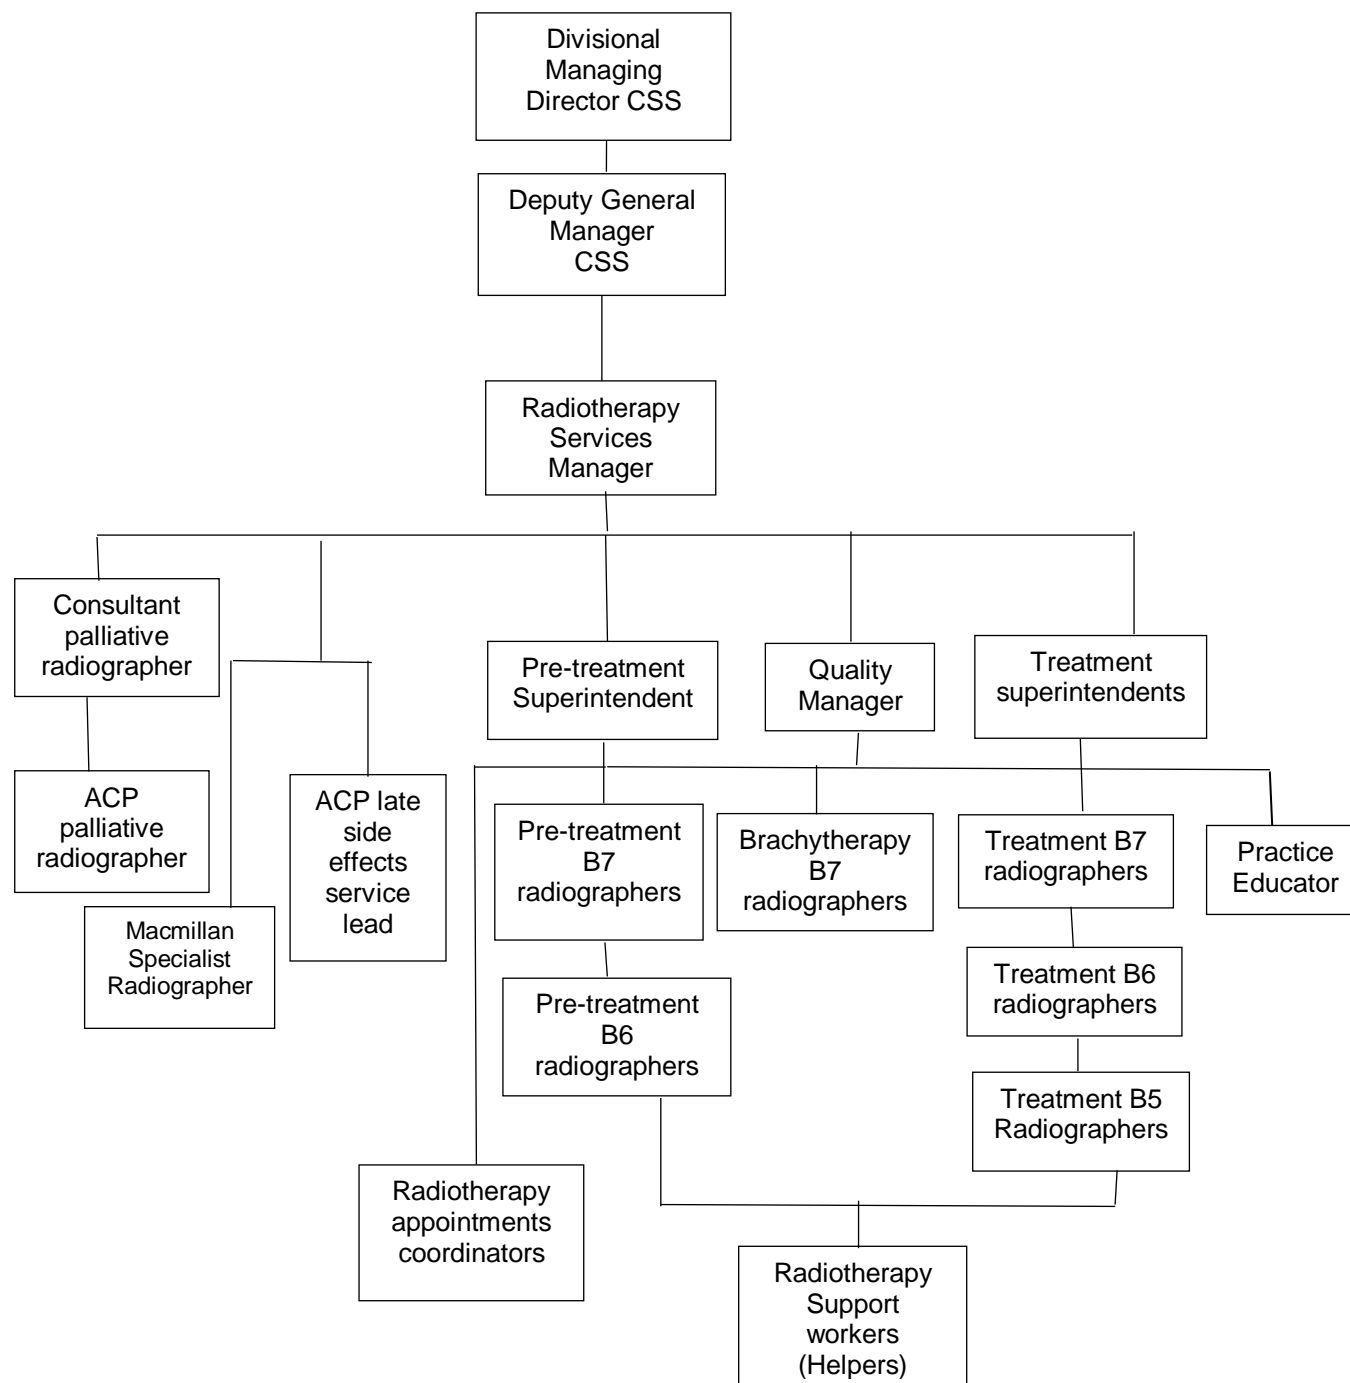 Divisional
Managing
Director CSS
Deputy General
Manager
CSS
Radiotherapy
Services
Manager
Consultant
palliative
radiographer
Pre-treatment
Superintendent
Quality
Manager
Treatment
superintendents
ACP
palliative
radiographer
ACP late
side
effects
service
lead
Macmillan
Specialist
Radiographer
Pre-treatment
B7
radiographers
Brachytherapy
B7
radiographers
Treatment B7
radiographers
Practice
Educator
Pre-treatment
B6
radiographers
Treatment B6
radiographers
Treatment B5
Radiographers
Radiotherapy
appointments
coordinators
Radiotherapy
Support
workers
(Helpers)